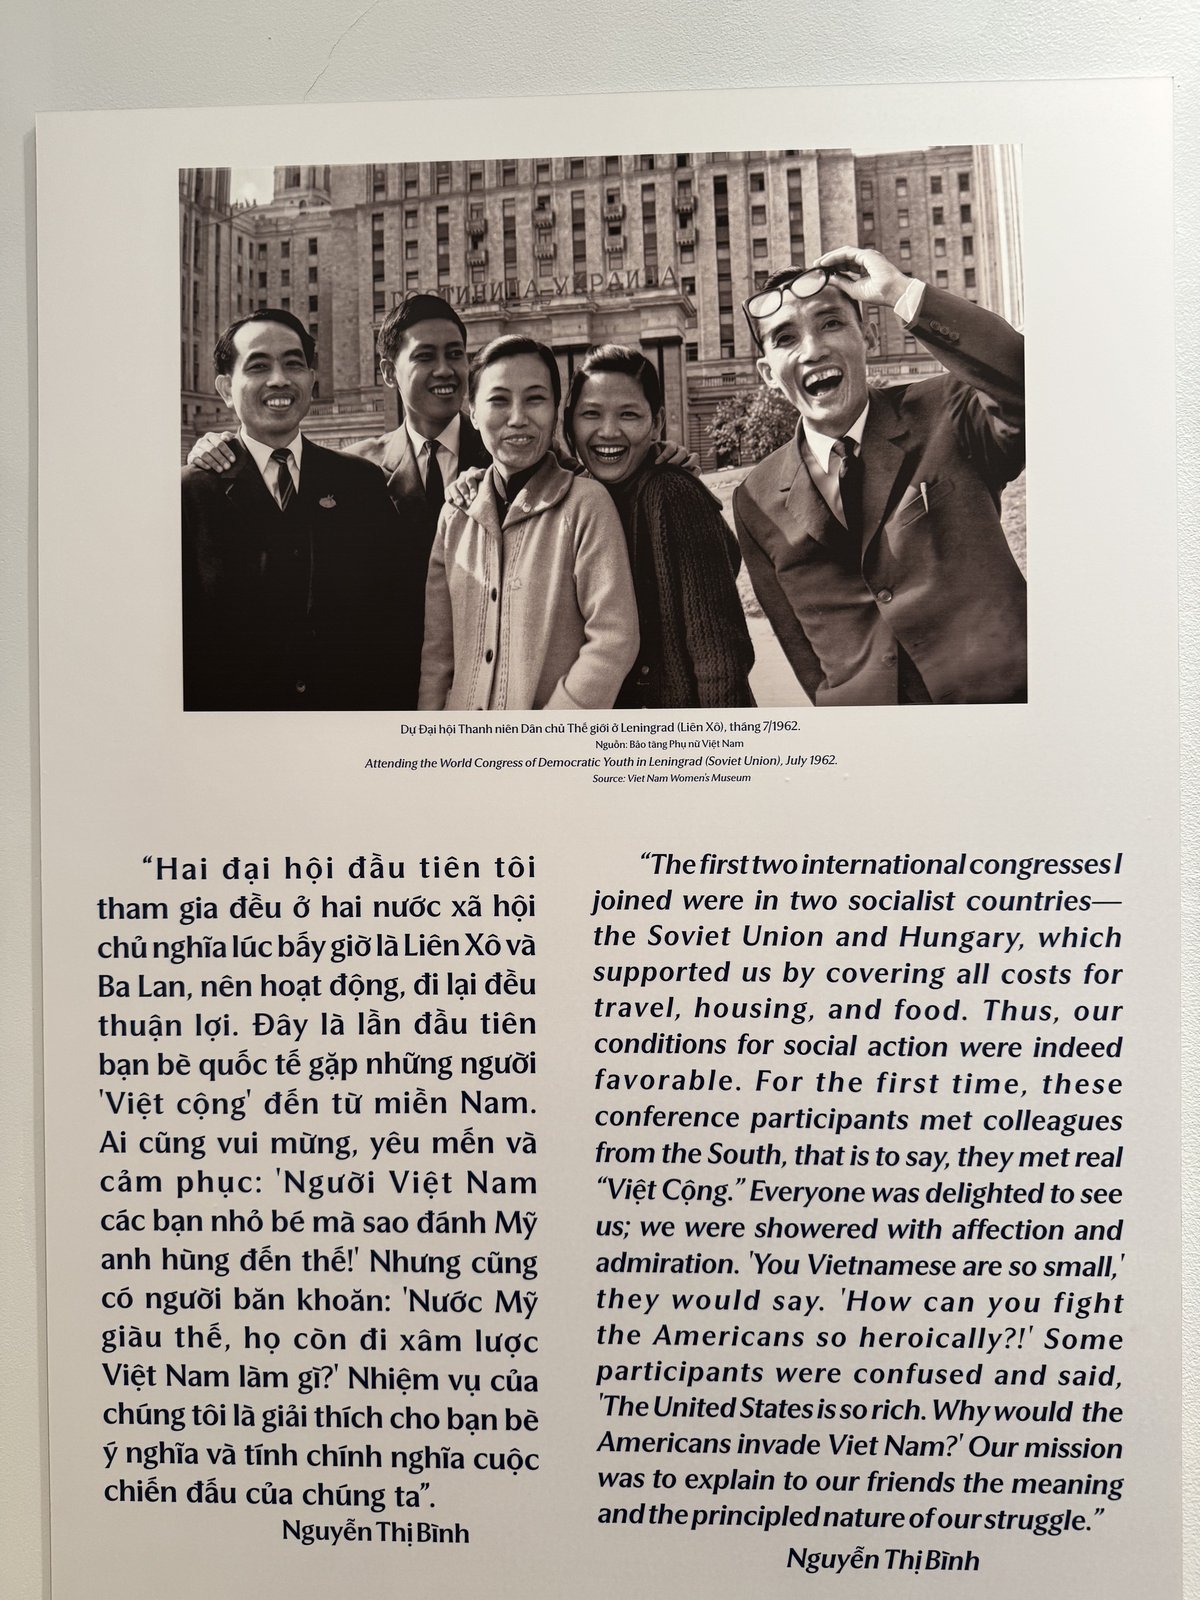 ГОСТИНИЦА УКРАИНА
Dự Đại hội Thanh niên Dân chủ Thế giới ở Leningrad (Liên Xô), tháng 7/1962.
Nguồn: Bảo tàng Phụ nữ Việt Nam
Attending the World Congress of Democratic Youth in Leningrad (Soviet Union), July 1962.
Source: Viet Nam Women's Museum
“Hai đại hội đầu tiên tôi
tham gia đều ở hai nước xã hội
chủ nghĩa lúc bấy giờ là Liên Xô và
Ba Lan, nên hoạt động, đi lại đều
thuận lợi. Đây là lần đầu tiên
bạn bè quốc tế gặp những người
'Việt cộng' đến từ miền Nam.
Ai cũng vui mừng, yêu mến và
cảm phục: 'Người Việt Nam
các bạn nhỏ bé mà sao đánh Mỹ
anh hùng đến thế!' Nhưng cũng
có người băn khoăn: 'Nước Mỹ
giàu thế, họ còn đi xâm lược
Việt Nam làm gì?' Nhiệm vụ của
chúng tôi là giải thích cho bạn bè
ý nghĩa và tính chính nghĩa cuộc
chiến đấu của chúng ta”.
Nguyễn Thị Bình
“The first two international congresses I
joined were in two socialist countries—
the Soviet Union and Hungary, which
supported us by covering all costs for
travel, housing, and food. Thus, our
conditions for social action were indeed
favorable. For the first time, these
conference participants met colleagues
from the South, that is to say, they met real
“Việt Cộng.” Everyone was delighted to see
us; we were showered with affection and
admiration. 'You Vietnamese are so small,'
they would say. 'How can you fight
the Americans so heroically?!' Some
participants were confused and said,
'The United States is so rich. Why would the
Americans invade Viet Nam?' Our mission
was to explain to our friends the meaning
and the principled nature of our struggle.”
Nguyễn Thị Bình